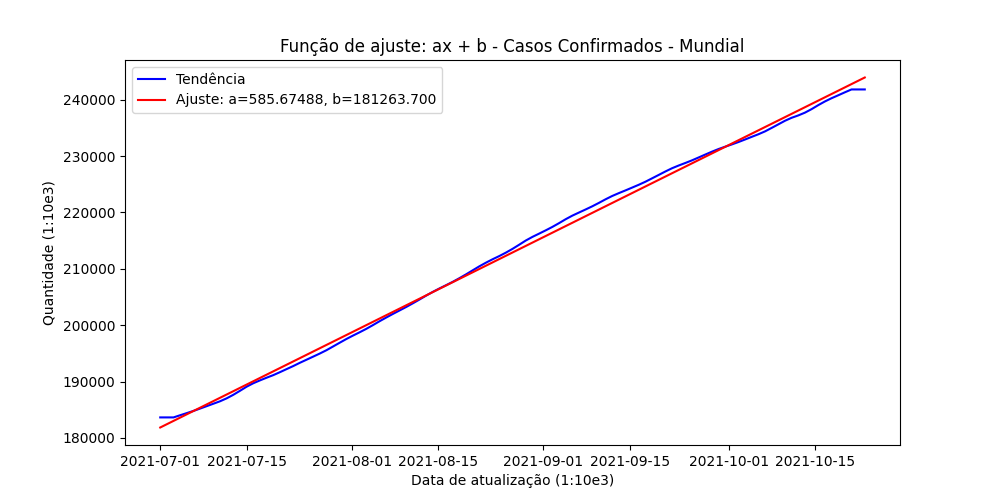 Função de ajuste: ax + b - Casos Confirmados - Mundial
Tendência
Ajuste: a=585.67488, b=181263.700
Quantidade (1:10e3)
240000
230000
220000
210000
200000
190000
180000
2021-07-01 2021-07-15 2021-08-01 2021-08-15 2021-09-01 2021-09-15 2021-10-01 2021-10-15
Data de atualização (1:10e3)